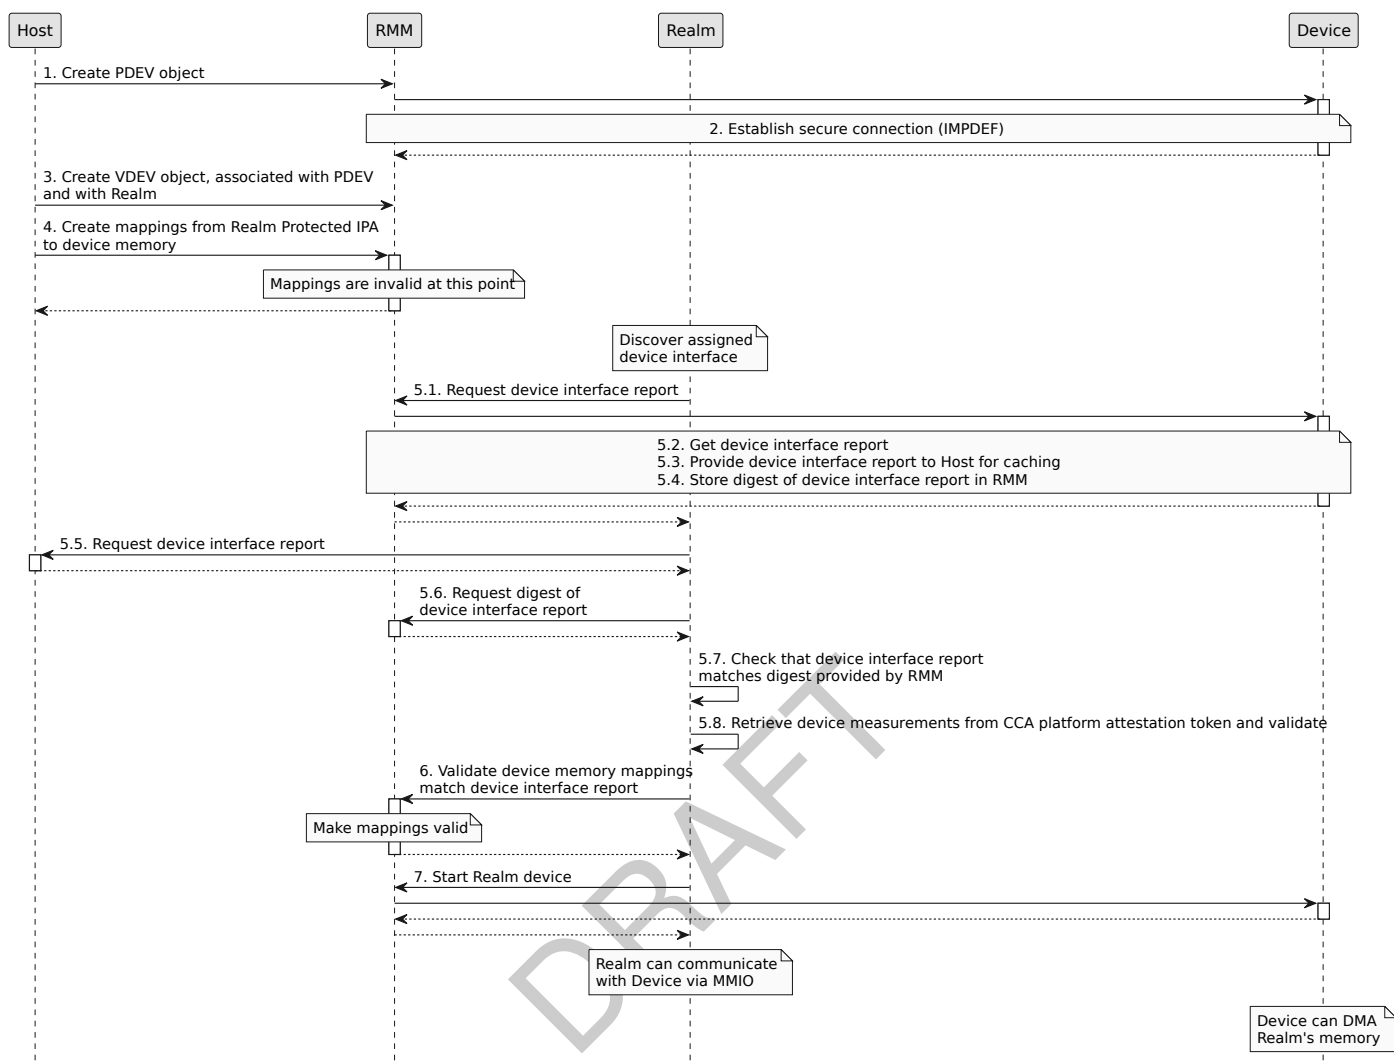 Host
RMM
Realm
Device
1. Create PDEV object
2. Establish secure connection (IMPDEF)
3. Create VDEV object, associated with PDEV
and with Realm
4. Create mappings from Realm Protected IPA
to device memory
Mappings are invalid at this point
Discover assigned
device interface
5.1. Request device interface report
5.2. Get device interface report
5.3. Provide device interface report to Host for caching
5.4. Store digest of device interface report in RMM
5.5. Request device interface report
5.6. Request digest of
device interface report
5.7. Check that device interface report
matches digest provided by RMM
5.8. Retrieve device measurements from CCA platform attestation token and validate
6. Validate device memory mappings
match device interface report
Make mappings valid
7. Start Realm device
Realm can communicate
with Device via MMIO
Device can DMA
Realm's memory
DRAFT